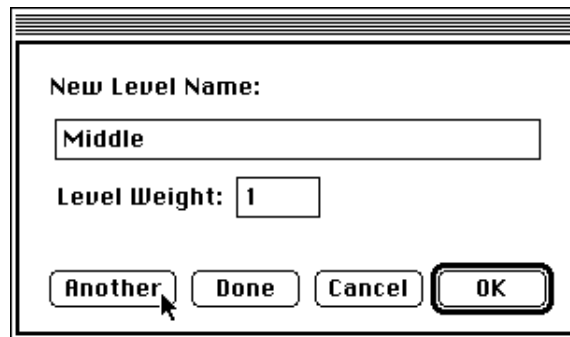 New Level Name:
Middle
Level Weight: 1
Another Done Cancel OK